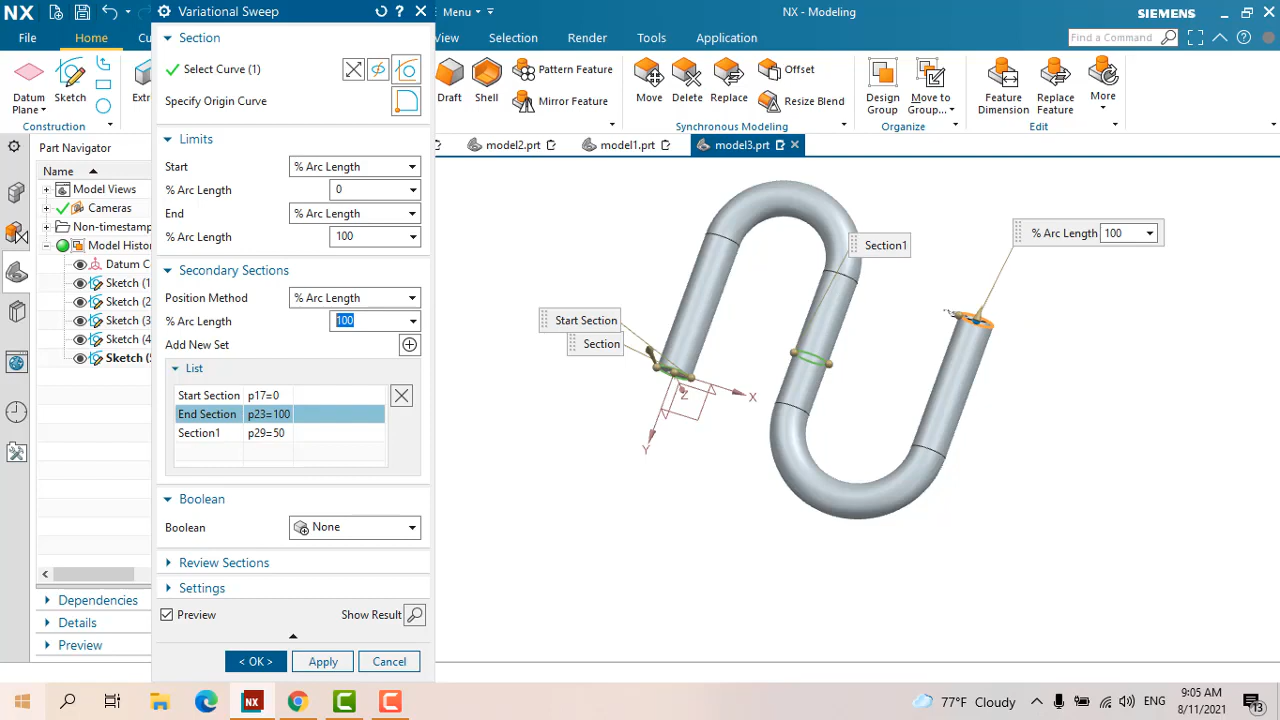 NX
Variational Sweep
Menu
NX - Modeling
SIEMENS
File
Home
Cu
View
Selection
Render
Tools
Application
Find a Command
Datum
Plane
Sketch
Extr
Construction
Draft
Shell
Pattern Feature
Mirror Feature
Move
Delete
Replace
Offset
Resize Blend
Synchronous Modeling
Design
Group
Move to
Group...
Organize
Feature
Dimension
Replace
Feature
More
Edit
model2.prt
model1.prt
model3.prt
Part Navigator
Name
Model Views
Cameras
Non-timestamp
Model Histor
Datum C
Sketch (1
Sketch (2
Sketch (3
Sketch (4
Sketch (5
Dependencies
Details
Preview
Section
Select Curve (1)
Specify Origin Curve
Limits
Start
% Arc Length
% Arc Length
0
End
% Arc Length
% Arc Length
100
Secondary Sections
Position Method
% Arc Length
% Arc Length
100
Add New Set
List
Start Section p17=0
End Section p23=100
Section1 p29=50
Boolean
Boolean
None
Review Sections
Settings
Preview
Show Result
< OK >
Apply
Cancel
Start Section
Section
Section1
% Arc Length 100
X
Y
Z
77°F Cloudy
ENG
9:05 AM
8/11/2021
13